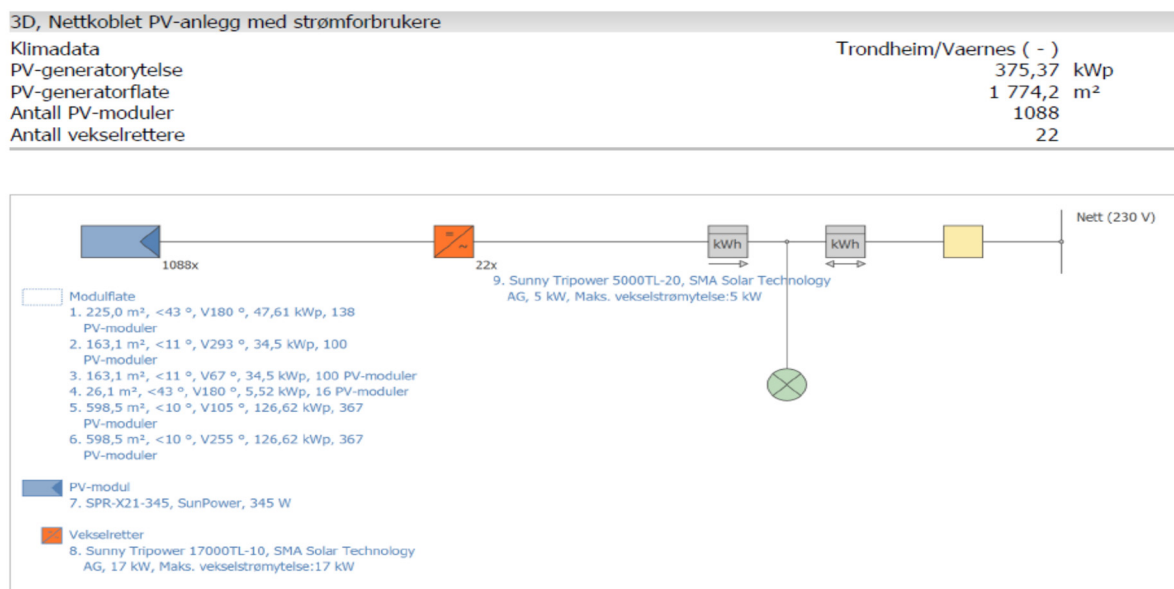 3D, Nettkoblet PV-anlegg med strømforbrukere
Klimadata Trondheim/Vaernes ( - )
PV-generatorytelse 375,37 kWp
PV-generatorflate 1 774,2 m²
Antall PV-moduler 1088
Antall vekselrettere 22
Nett (230 V)
kWh kWh
1088x 22x
9. Sunny Tripower 5000TL-20, SMA Solar Technology
AG, 5 kW, Maks. vekselstrømytelse:5 kW
Modulflate
1. 225,0 m², <43 °, V180 °, 47,61 kWp, 138
PV-moduler
2. 163,1 m², <11 °, V293 °, 34,5 kWp, 100
PV-moduler
3. 163,1 m², <11 °, V67 °, 34,5 kWp, 100 PV-moduler
4. 26,1 m², <43 °, V180 °, 5,52 kWp, 16 PV-moduler
5. 598,5 m², <10 °, V105 °, 126,62 kWp, 367
PV-moduler
6. 598,5 m², <10 °, V255 °, 126,62 kWp, 367
PV-moduler
PV-modul
7. SPR-X21-345, SunPower, 345 W
Vekselretter
8. Sunny Tripower 17000TL-10, SMA Solar Technology
AG, 17 kW, Maks. vekselstrømytelse:17 kW